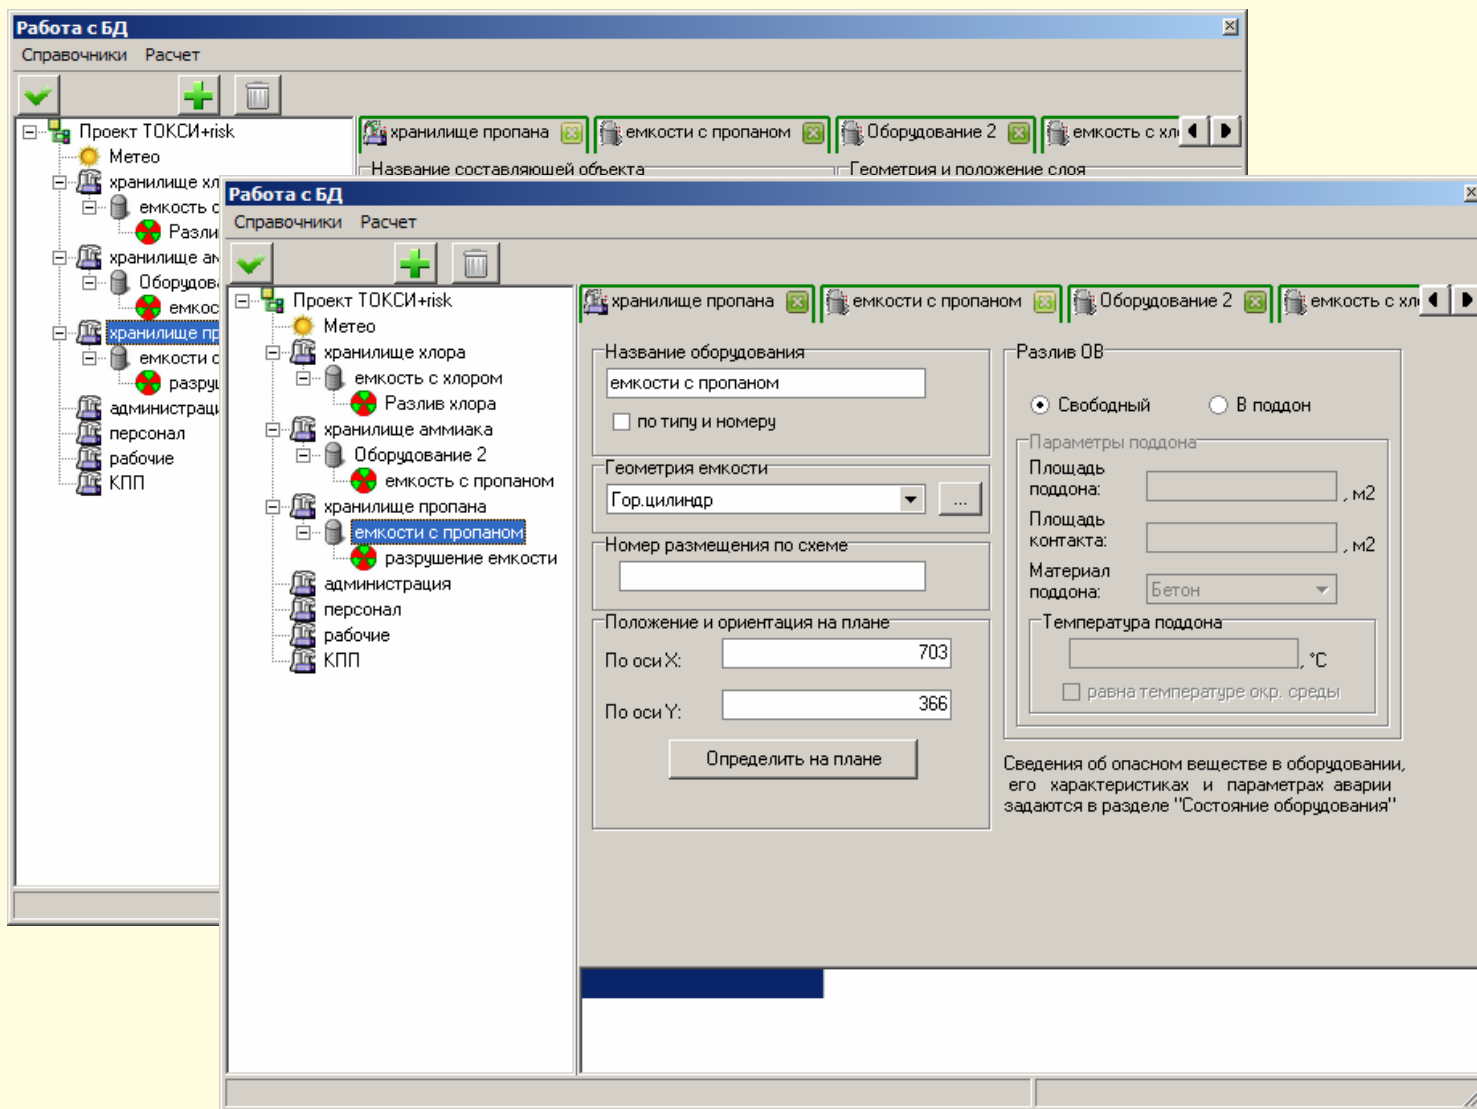 Работа с БД
Справочники Расчет
Проект ТОКСИ+risk
Метео
хранилище хл
емкость с
Разли
хранилище ам
Оборудова
емкос
хранилище пр
емкости с
разруш
администраци
персонал
рабочие
КПП
хранилище пропана
емкости с пропаном
Оборудование 2
емкость с хл
Название составляющей объекта
Геометрия и положение слоя
Работа с БД
Справочники Расчет
Проект ТОКСИ+risk
Метео
хранилище хлора
емкость с хлором
Разлив хлора
хранилище аммиака
Оборудование 2
емкость с пропаном
хранилище пропана
емкости с пропаном
разрушение емкости
администрация
персонал
рабочие
КПП
хранилище пропана
емкости с пропаном
Оборудование 2
емкость с хл
Название оборудования
емкости с пропаном
по типу и номеру
Геометрия емкости
Гор.цилиндр
...
Номер размещения по схеме
Положение и ориентация на плане
По оси X: 703
По оси Y: 366
Определить на плане
Разлив ОВ
Свободный В поддон
Параметры поддона
Площадь
поддона: , м2
Площадь
контакта: , м2
Материал
поддона: Бетон
Температура поддона
, °C
равна температуре окр. среды
Сведения об опасном веществе в оборудовании,
его характеристиках и параметрах аварии
задаются в разделе "Состояние оборудования"